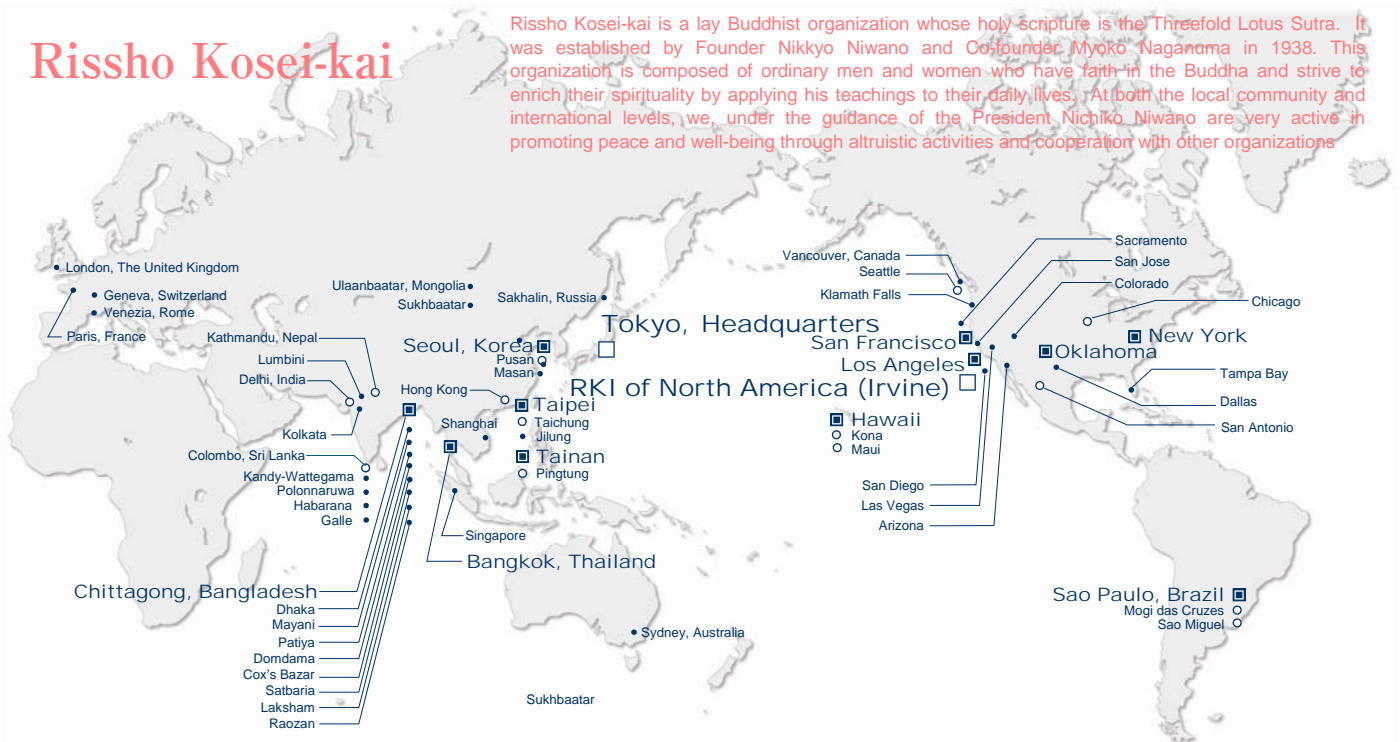 Rissho Kosei-kai
Rissho Kosei-kai is a lay Buddhist organization whose holy scripture is the Threefold Lotus Sutra. It
was established by Founder Nikkyo Niwano and Co-founder Myoko Naganuma in 1938. This
organization is composed of ordinary men and women who have faith in the Buddha and strive to
enrich their spirituality by applying his teachings to their daily lives. At both the local community and
international levels, we, under the guidance of the President Nichiko Niwano are very active in
promoting peace and well-being through altruistic activities and cooperation with other organizations
London, The United Kingdom
Geneva, Switzerland
Venezia, Rome
Paris, France
Ulaanbaatar, Mongolia
Sukhbaatar
Sakhalin, Russia
Tokyo, Headquarters
Seoul, Korea
Pusan
Masan
Kathmandu, Nepal
Lumbini
Delhi, India
Kolkata
Colombo, Sri Lanka
Kandy-Wattegama
Polonnaruwa
Habarana
Galle
Hong Kong
Shanghai
Taipei
Taichung
Jilung
Tainan
Pingtung
Singapore
Bangkok, Thailand
Chittagong, Bangladesh
Dhaka
Mayani
Patiya
Domdama
Cox's Bazar
Satbaria
Laksham
Raozan
Sydney, Australia
Sukhbaatar
Vancouver, Canada
Seattle
Klamath Falls
San Francisco
Los Angeles
RKI of North America (Irvine)
Hawaii
Kona
Maui
San Diego
Las Vegas
Arizona
Sacramento
San Jose
Colorado
Chicago
New York
Oklahoma
Tampa Bay
Dallas
San Antonio
Sao Paulo, Brazil
Mogi das Cruzes
Sao Miguel